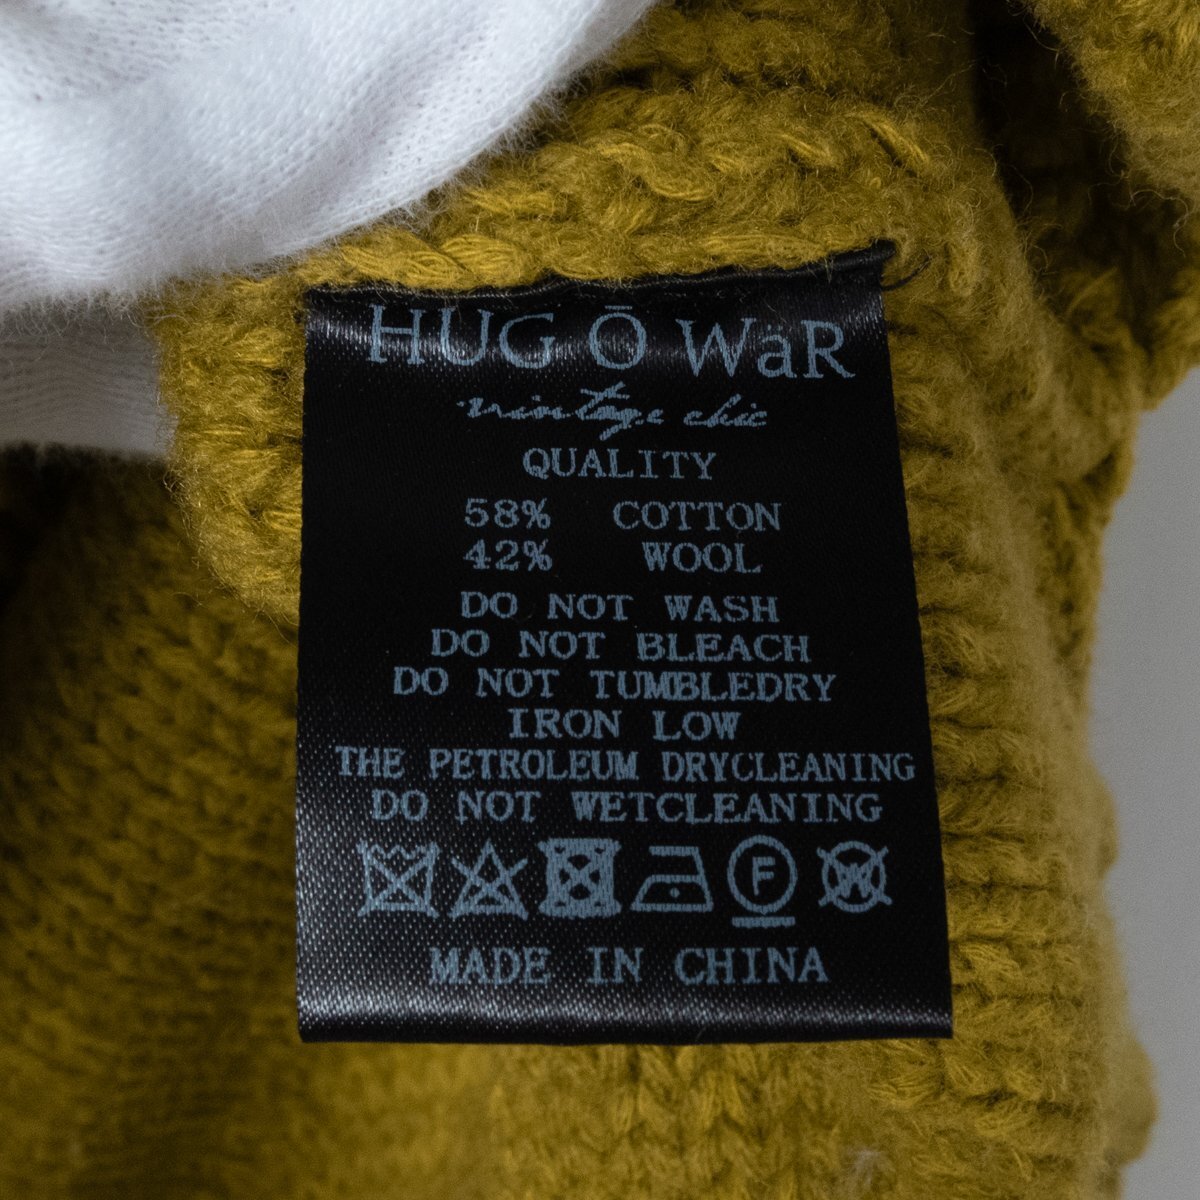 HUG Ō WäR
vintage chic
QUALITY
58% COTTON
42% WOOL
DO NOT WASH
DO NOT BLEACH
DO NOT TUMBLEDRY
IRON LOW
THE PETROLEUM DRYCLEANING
DO NOT WETCLEANING
F W
MADE IN CHINA